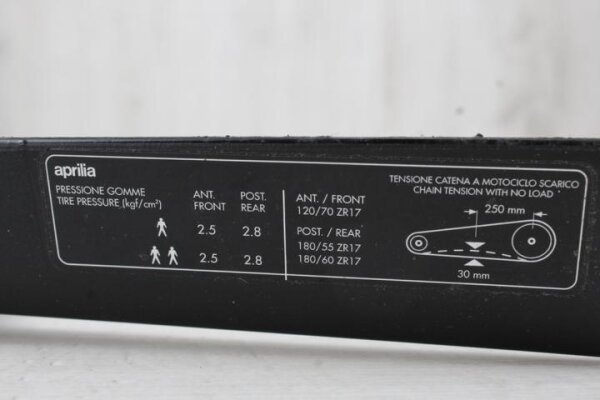 aprilia
PRESSIONE GOMME
TIRE PRESSURE (kgf/cm²)
ANT. POST.
FRONT REAR
2.5 2.8
2.5 2.8
ANT. / FRONT
120/70 ZR17
POST. / REAR
180/55 ZR17
180/60 ZR17
TENSIONE CATENA A MOTOCICLO SCARICO
CHAIN TENSION WITH NO LOAD
250 mm
30 mm